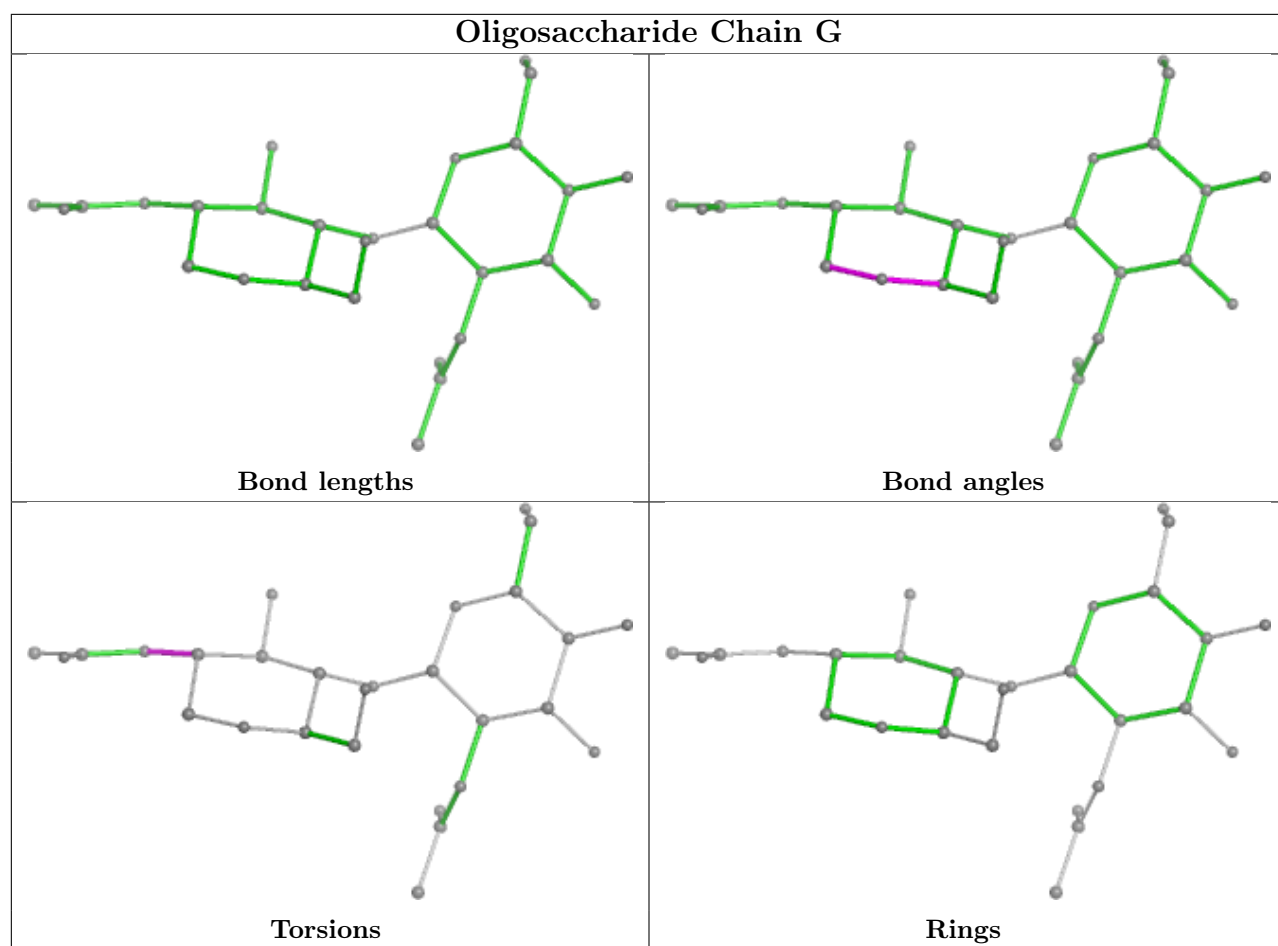 Oligosaccharide Chain G
Bond lengths
Bond angles
Torsions
Rings